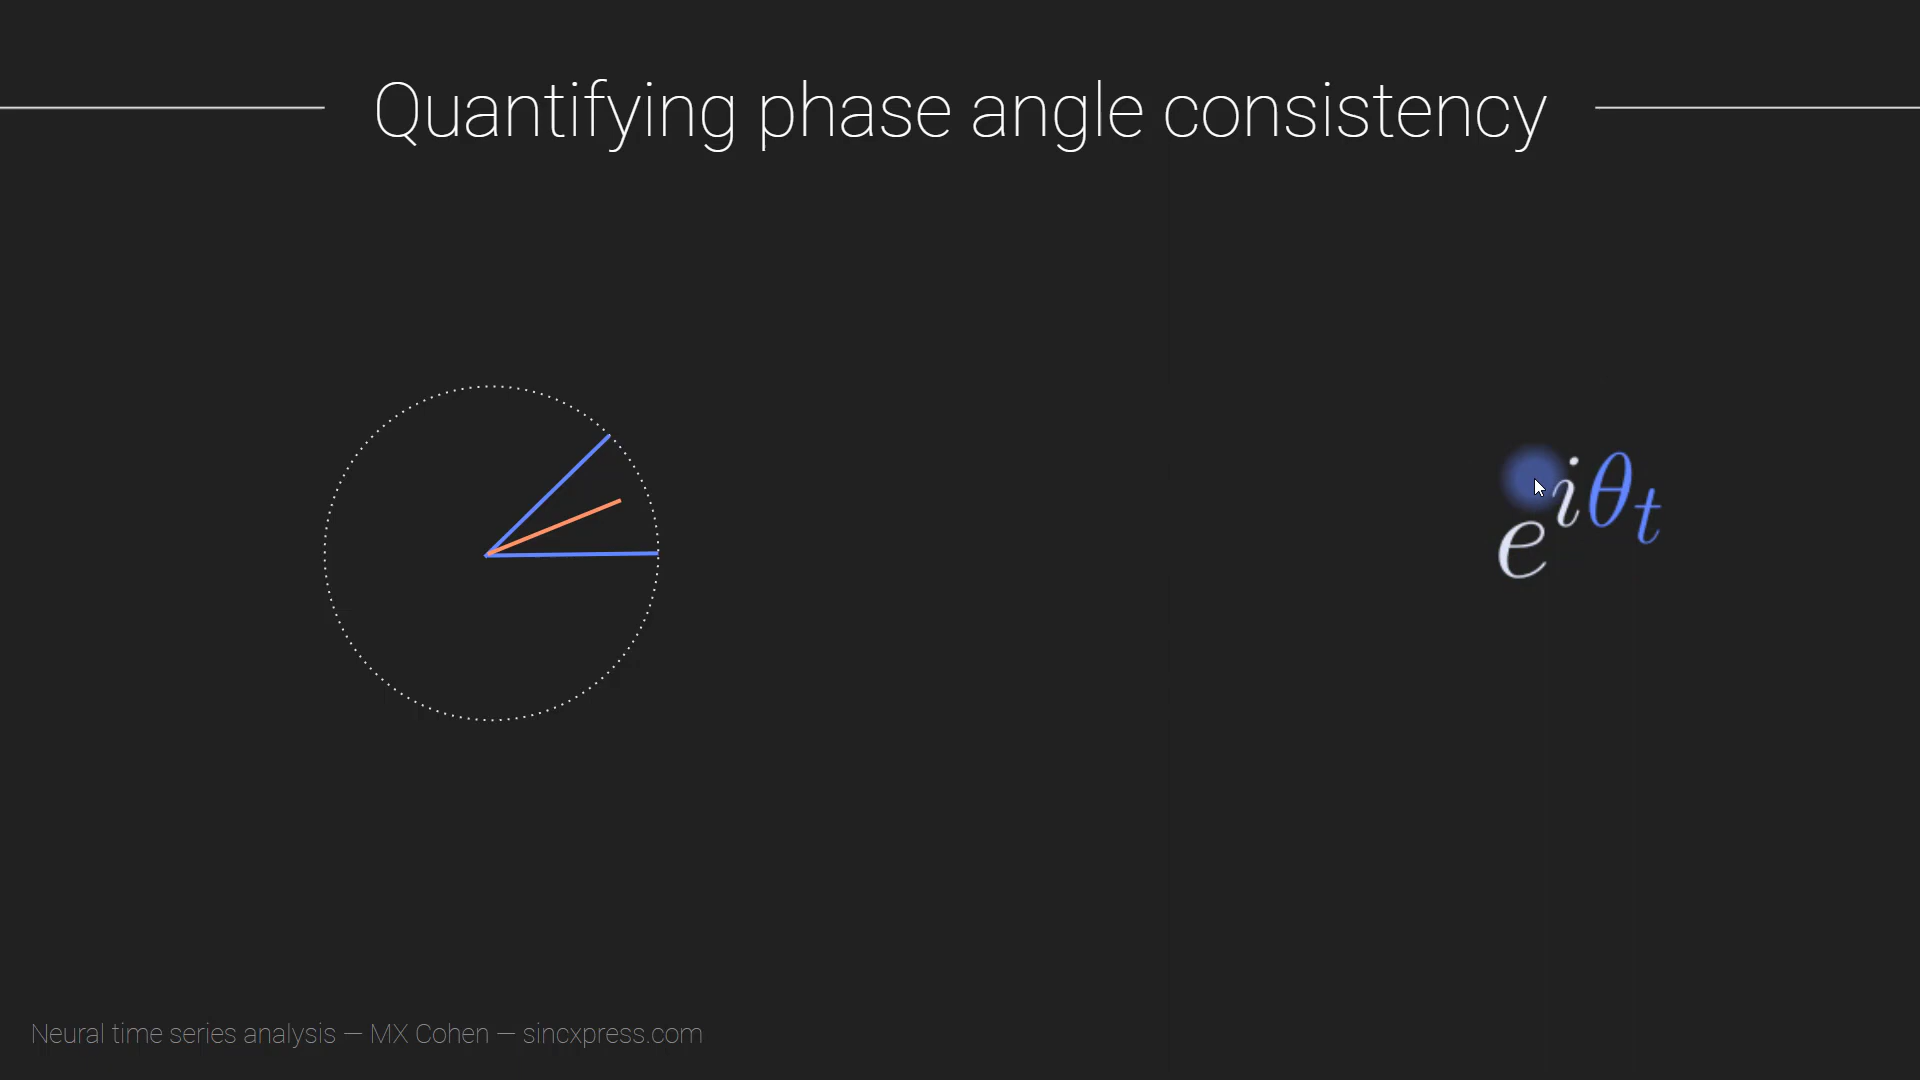 Quantifying phase angle consistency
e^{iθ_t}
Neural time series analysis — MX Cohen — sincxpress.com